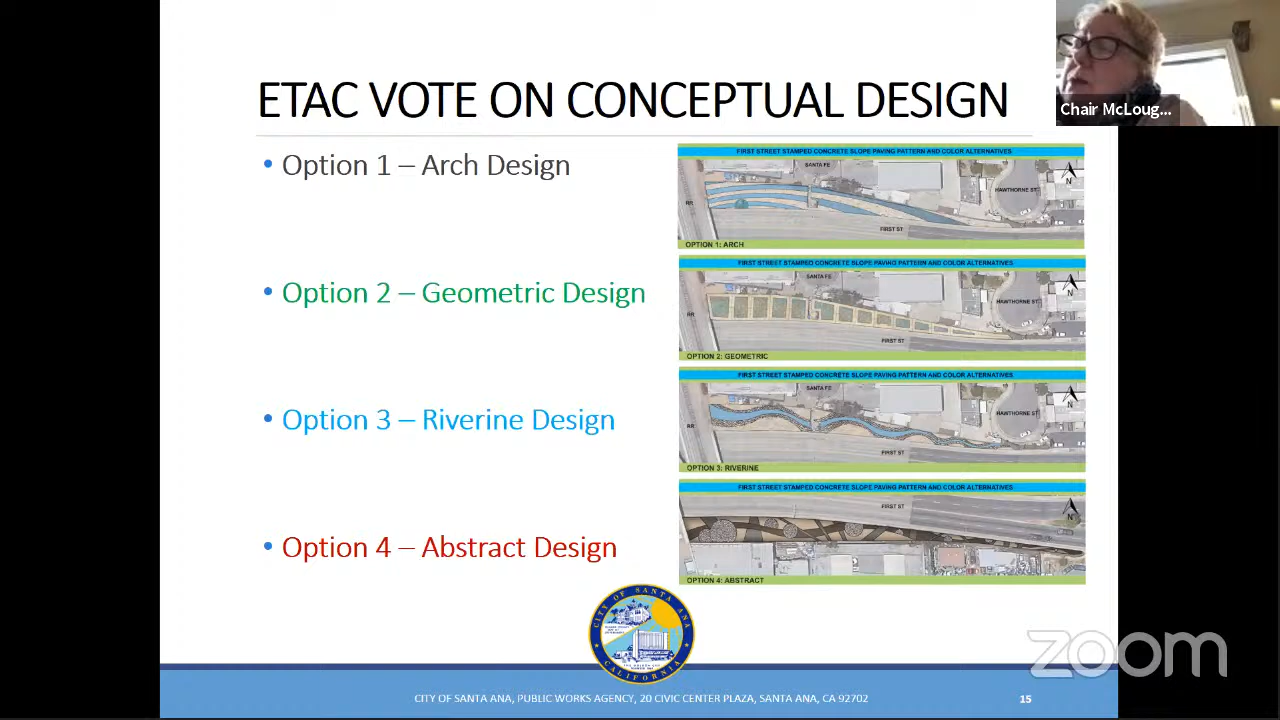 ETAC VOTE ON CONCEPTUAL DESIGN
Chair McLoug...
• Option 1 – Arch Design
FIRST STREET STAMPED CONCRETE SLOPE PAVING PATTERN AND COLOR ALTERNATIVES
SANTA FE
N
HAWTHORNE ST
RR
FIRST ST
OPTION 1: ARCH
• Option 2 – Geometric Design
FIRST STREET STAMPED CONCRETE SLOPE PAVING PATTERN AND COLOR ALTERNATIVES
SANTA FE
N
HAWTHORNE ST
RR
FIRST ST
OPTION 2: GEOMETRIC
• Option 3 – Riverine Design
FIRST STREET STAMPED CONCRETE SLOPE PAVING PATTERN AND COLOR ALTERNATIVES
SANTA FE
N
HAWTHORNE ST
RR
FIRST ST
OPTION 3: RIVERINE
• Option 4 – Abstract Design
FIRST STREET STAMPED CONCRETE SLOPE PAVING PATTERN AND COLOR ALTERNATIVES
FIRST ST
N
OPTION 4: ABSTRACT
CITY OF SANTA ANA
CALIFORNIA
zoom
CITY OF SANTA ANA, PUBLIC WORKS AGENCY, 20 CIVIC CENTER PLAZA, SANTA ANA, CA 92702
15